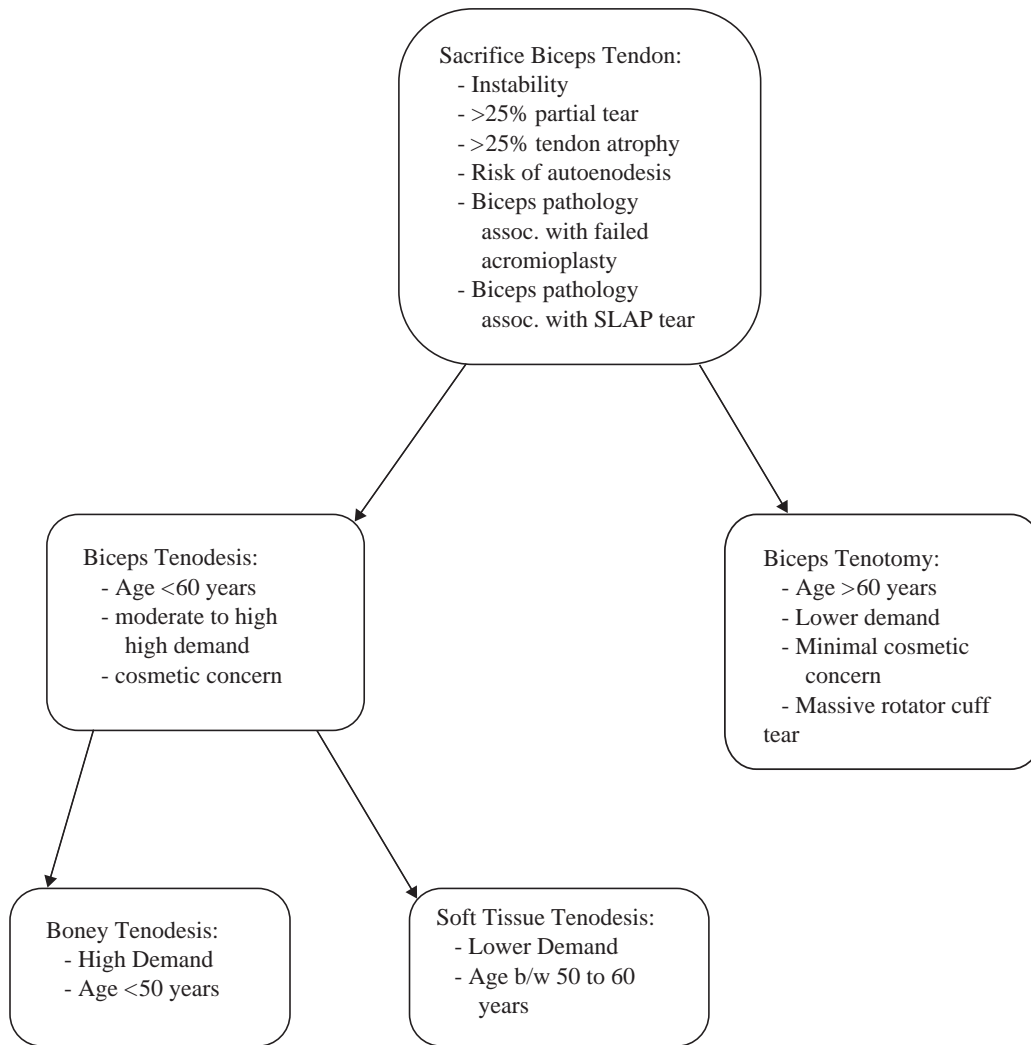 Sacrifice Biceps Tendon:
- Instability
- >25% partial tear
- >25% tendon atrophy
- Risk of autoenodesis
- Biceps pathology
assoc. with failed
acromioplasty
- Biceps pathology
assoc. with SLAP tear
Biceps Tenodesis:
- Age <60 years
- moderate to high
high demand
- cosmetic concern
Biceps Tenotomy:
- Age >60 years
- Lower demand
- Minimal cosmetic
concern
- Massive rotator cuff
tear
Boney Tenodesis:
- High Demand
- Age <50 years
Soft Tissue Tenodesis:
- Lower Demand
- Age b/w 50 to 60
years